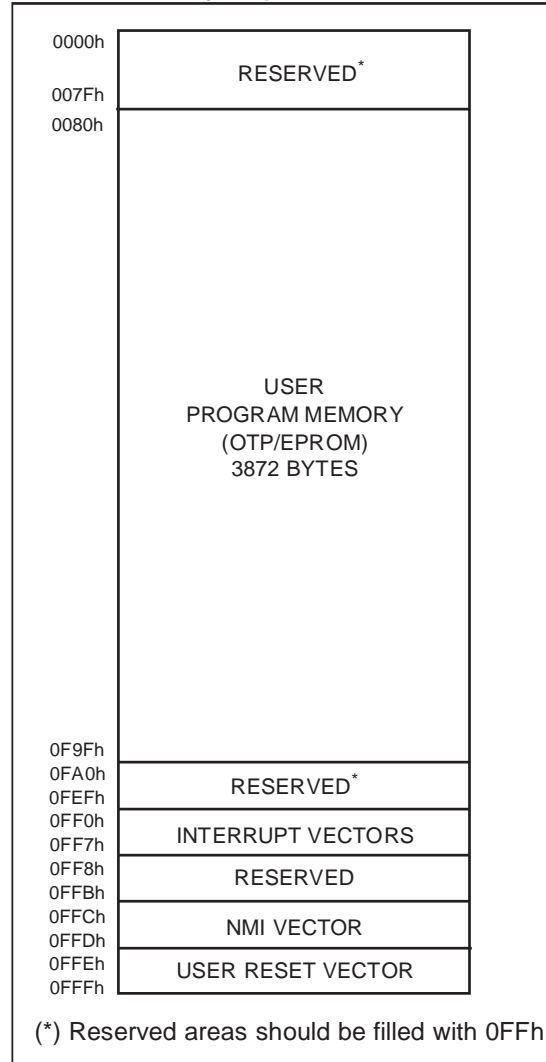 0000h
RESERVED*
007Fh
0080h
USER
PROGRAM MEMORY
(OTP/EPROM)
3872 BYTES
0F9Fh
0FA0h
RESERVED*
0FEFh
0FF0h
INTERRUPT VECTORS
0FF7h
0FF8h
RESERVED
0FFBh
0FFCh
NMI VECTOR
0FFDh
0FFEh
USER RESET VECTOR
0FFFh
(*) Reserved areas should be filled with 0FFh